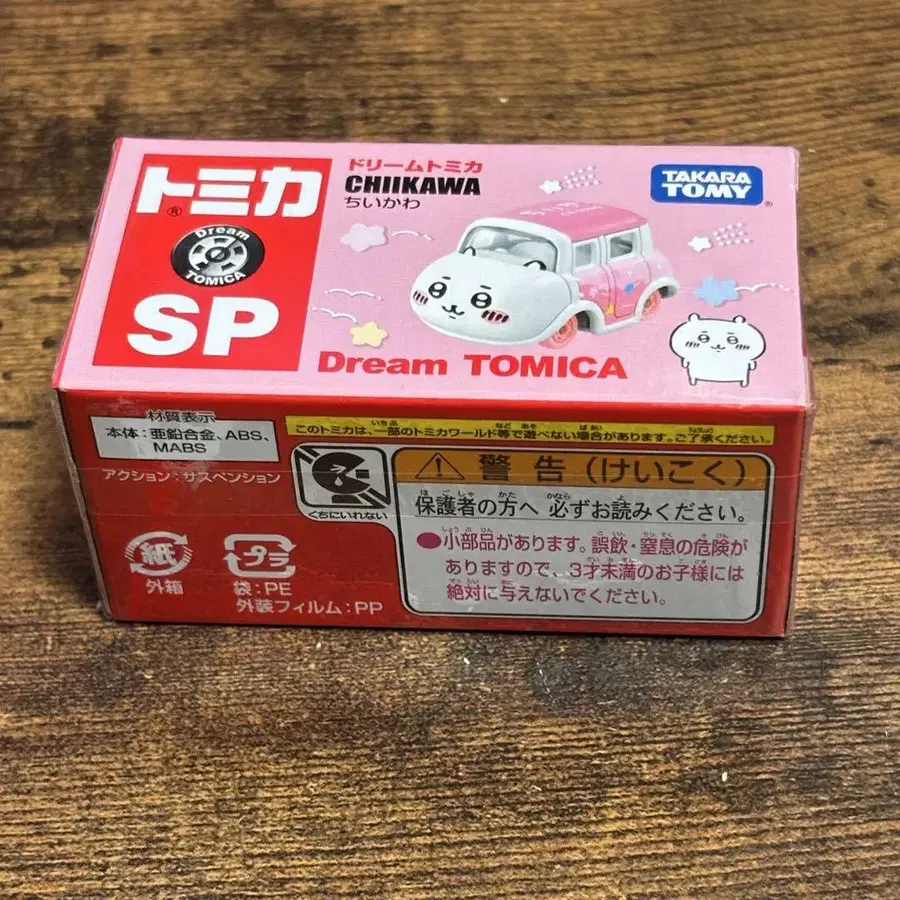 トミカ
®
Dream
TOMICA
SP
ドリームトミカ
CHIIKAWA
ちいかわ
TAKARA
TOMY
®
Dream TOMICA
材質表示
本体:亜鉛合金、ABS、
MABS
アクション:サスペンション
紙
外箱
プラ
袋:PE
外装フィルム:PP
このトミカは、一部のトミカワールド等で遊べない場合があります。ご了承ください。
くちにいれない
警告(けいこく)
保護者の方へ 必ずお読みください。
●小部品があります。誤飲・窒息の危険が
ありますので、3才未満のお子様には
絶対に与えないでください。